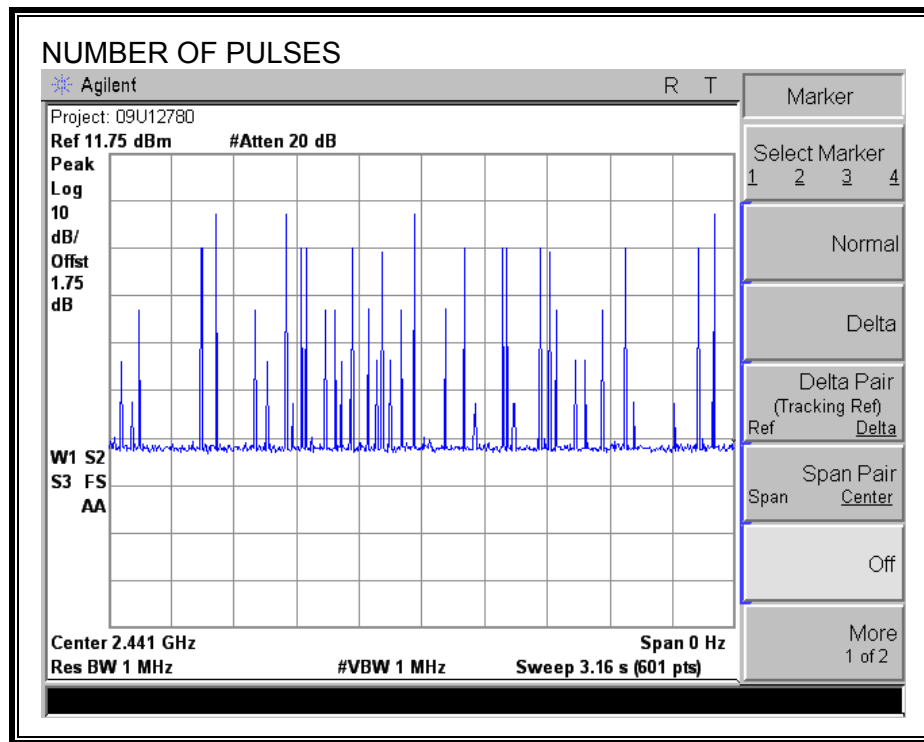 NUMBER OF PULSES
Agilent R T
Project: 09U12780
Ref 11.75 dBm #Atten 20 dB
Peak
Log
10
dB/
Offst
1.75
dB
W1 S2
S3 FS
AA
Center 2.441 GHz Span 0 Hz
Res BW 1 MHz #VBW 1 MHz Sweep 3.16 s (601 pts)
Marker
Select Marker
1 2 3 4
Normal
Delta
Delta Pair
(Tracking Ref)
Ref Delta
Span Pair
Span Center
Off
More
1 of 2